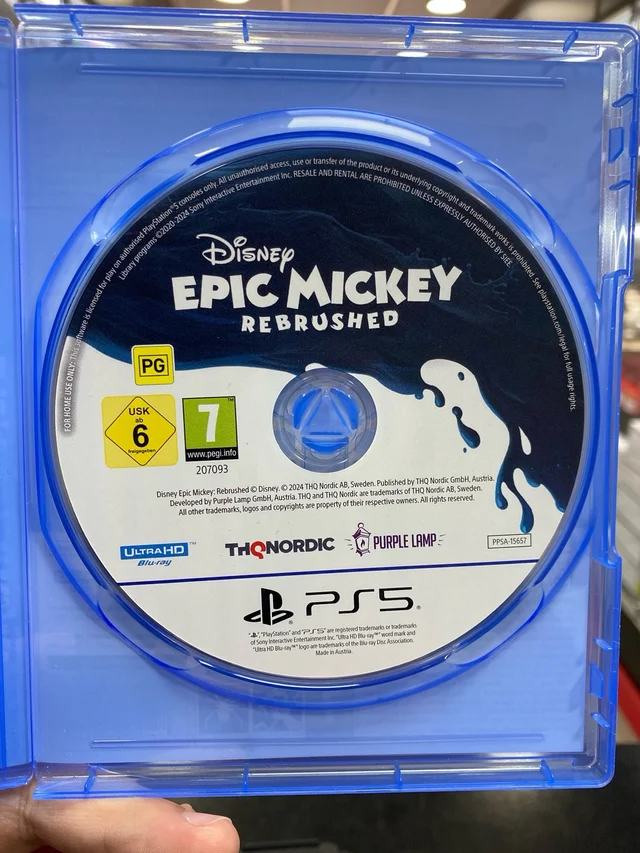 FOR HOME USE ONLY: This software is licensed for play on authorised PlayStation®5 consoles only. All unauthorised access, use or transfer of the product or its underlying copyright and trademark works is prohibited. See playstation.com/legal for full usage rights.
Library programs ©2020-2024 Sony Interactive Entertainment Inc. RESALE AND RENTAL ARE PROHIBITED UNLESS EXPRESSLY AUTHORISED BY SIEE.
Disney
EPIC MICKEY
REBRUSHED
PG
USK
ab
6
freigegeben
7™
www.pegi.info
207093
Disney Epic Mickey: Rebrushed © Disney. © 2024 THQ Nordic AB, Sweden. Published by THQ Nordic GmbH, Austria.
Developed by Purple Lamp GmbH, Austria. THQ and THQ Nordic are trademarks of THQ Nordic AB, Sweden.
All other trademarks, logos and copyrights are property of their respective owners. All rights reserved.
ULTRA HD™
Blu-ray
THQNORDIC
PURPLE LAMP
PPSA-15657
PS5®
", "PlayStation" and "PS5" are registered trademarks or trademarks
of Sony Interactive Entertainment Inc. "Ultra HD Blu-ray™" word mark and
"Ultra HD Blu-ray™" logo are trademarks of the Blu-ray Disc Association.
Made in Austria.